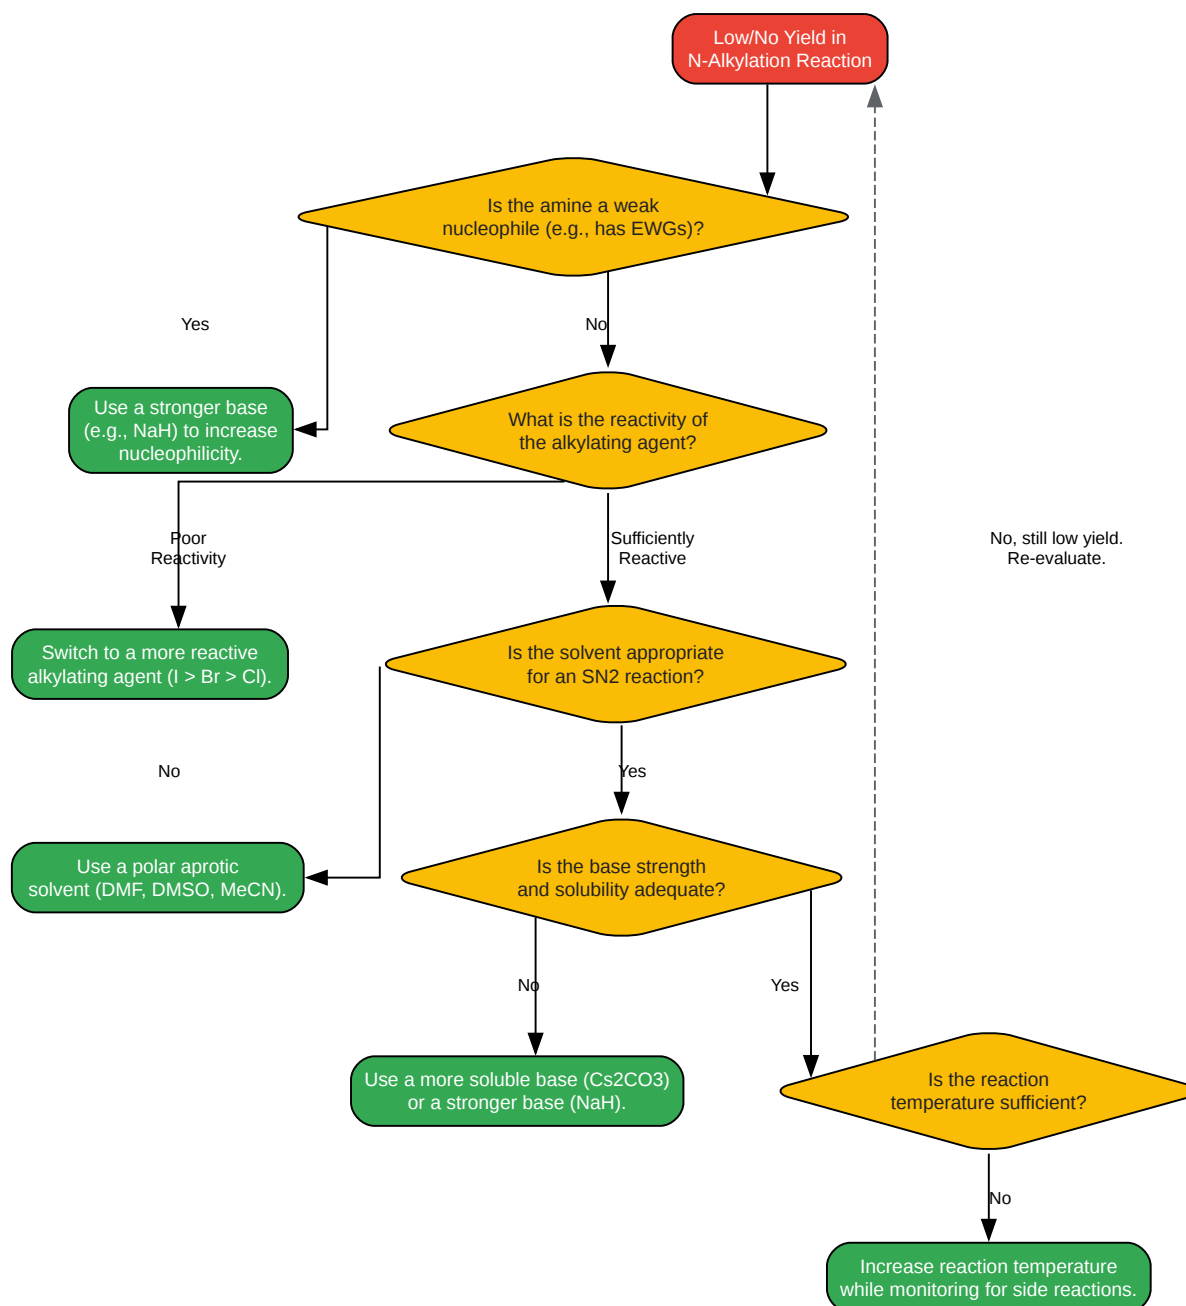 Low/No Yield in
N-Alkylation Reaction
Is the amine a weak
nucleophile (e.g., has EWGs)?
Yes
No
Use a stronger base
(e.g., NaH) to increase
nucleophilicity.
What is the reactivity of
the alkylating agent?
Poor
Reactivity
Sufficiently
Reactive
No, still low yield.
Re-evaluate.
Switch to a more reactive
alkylating agent (I > Br > Cl).
Is the solvent appropriate
for an SN2 reaction?
No
Yes
Use a polar aprotic
solvent (DMF, DMSO, MeCN).
Is the base strength
and solubility adequate?
No
Yes
Use a more soluble base (Cs2CO3)
or a stronger base (NaH).
Is the reaction
temperature sufficient?
No
Increase reaction temperature
while monitoring for side reactions.